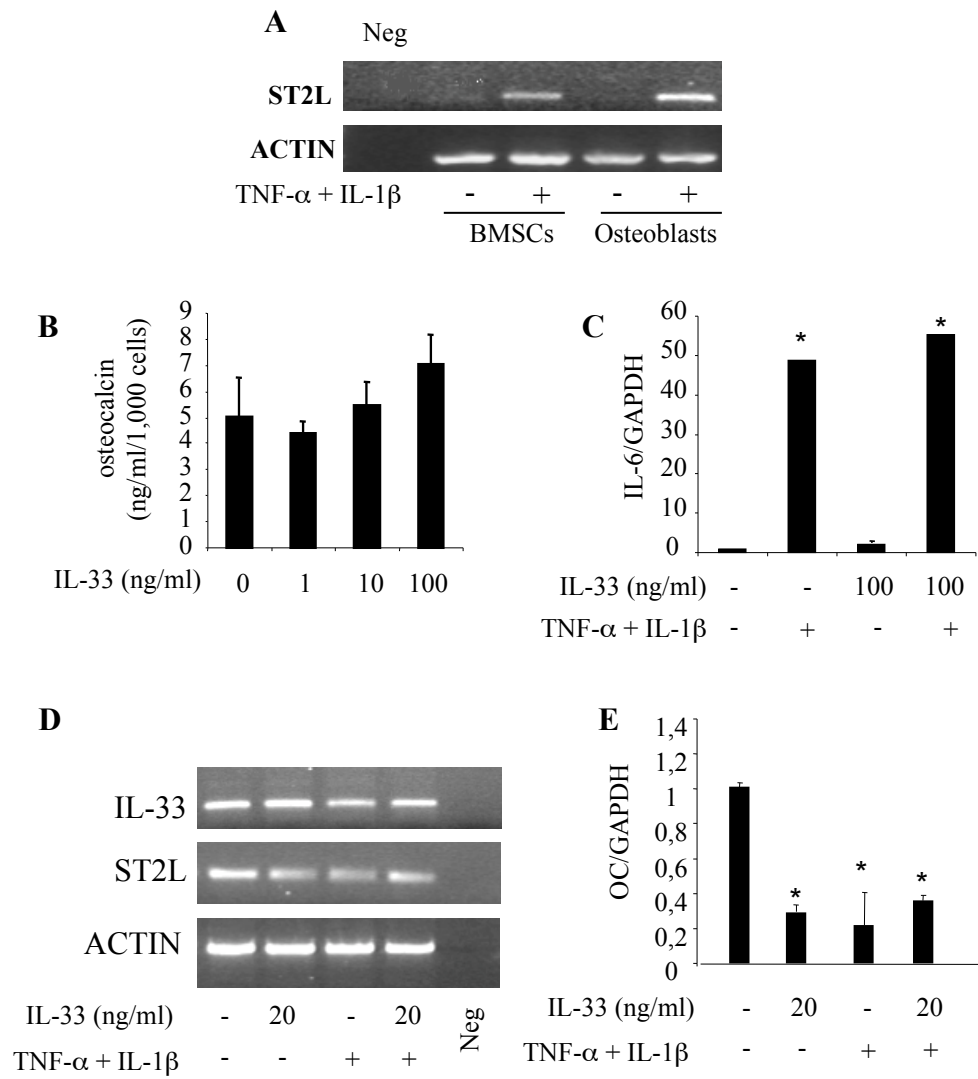 A
Neg
ST2L
ACTIN
TNF-α + IL-1β - + - +
BMSCs Osteoblasts
B
osteocalcin
(ng/ml/1,000 cells)
9
8
7
6
5
4
3
2
1
0
IL-33 (ng/ml) 0 1 10 100
C
IL-6/GAPDH
60
50
40
30
20
10
0
* *
IL-33 (ng/ml) - - 100 100
TNF-α + IL-1β - + - +
D
IL-33
ST2L
ACTIN
IL-33 (ng/ml) - 20 - 20
TNF-α + IL-1β - - + +
Neg
E
OC/GAPDH
1,4
1,2
1
0,8
0,6
0,4
0,2
0
* * *
IL-33 (ng/ml) - 20 - 20
TNF-α + IL-1β - - + +